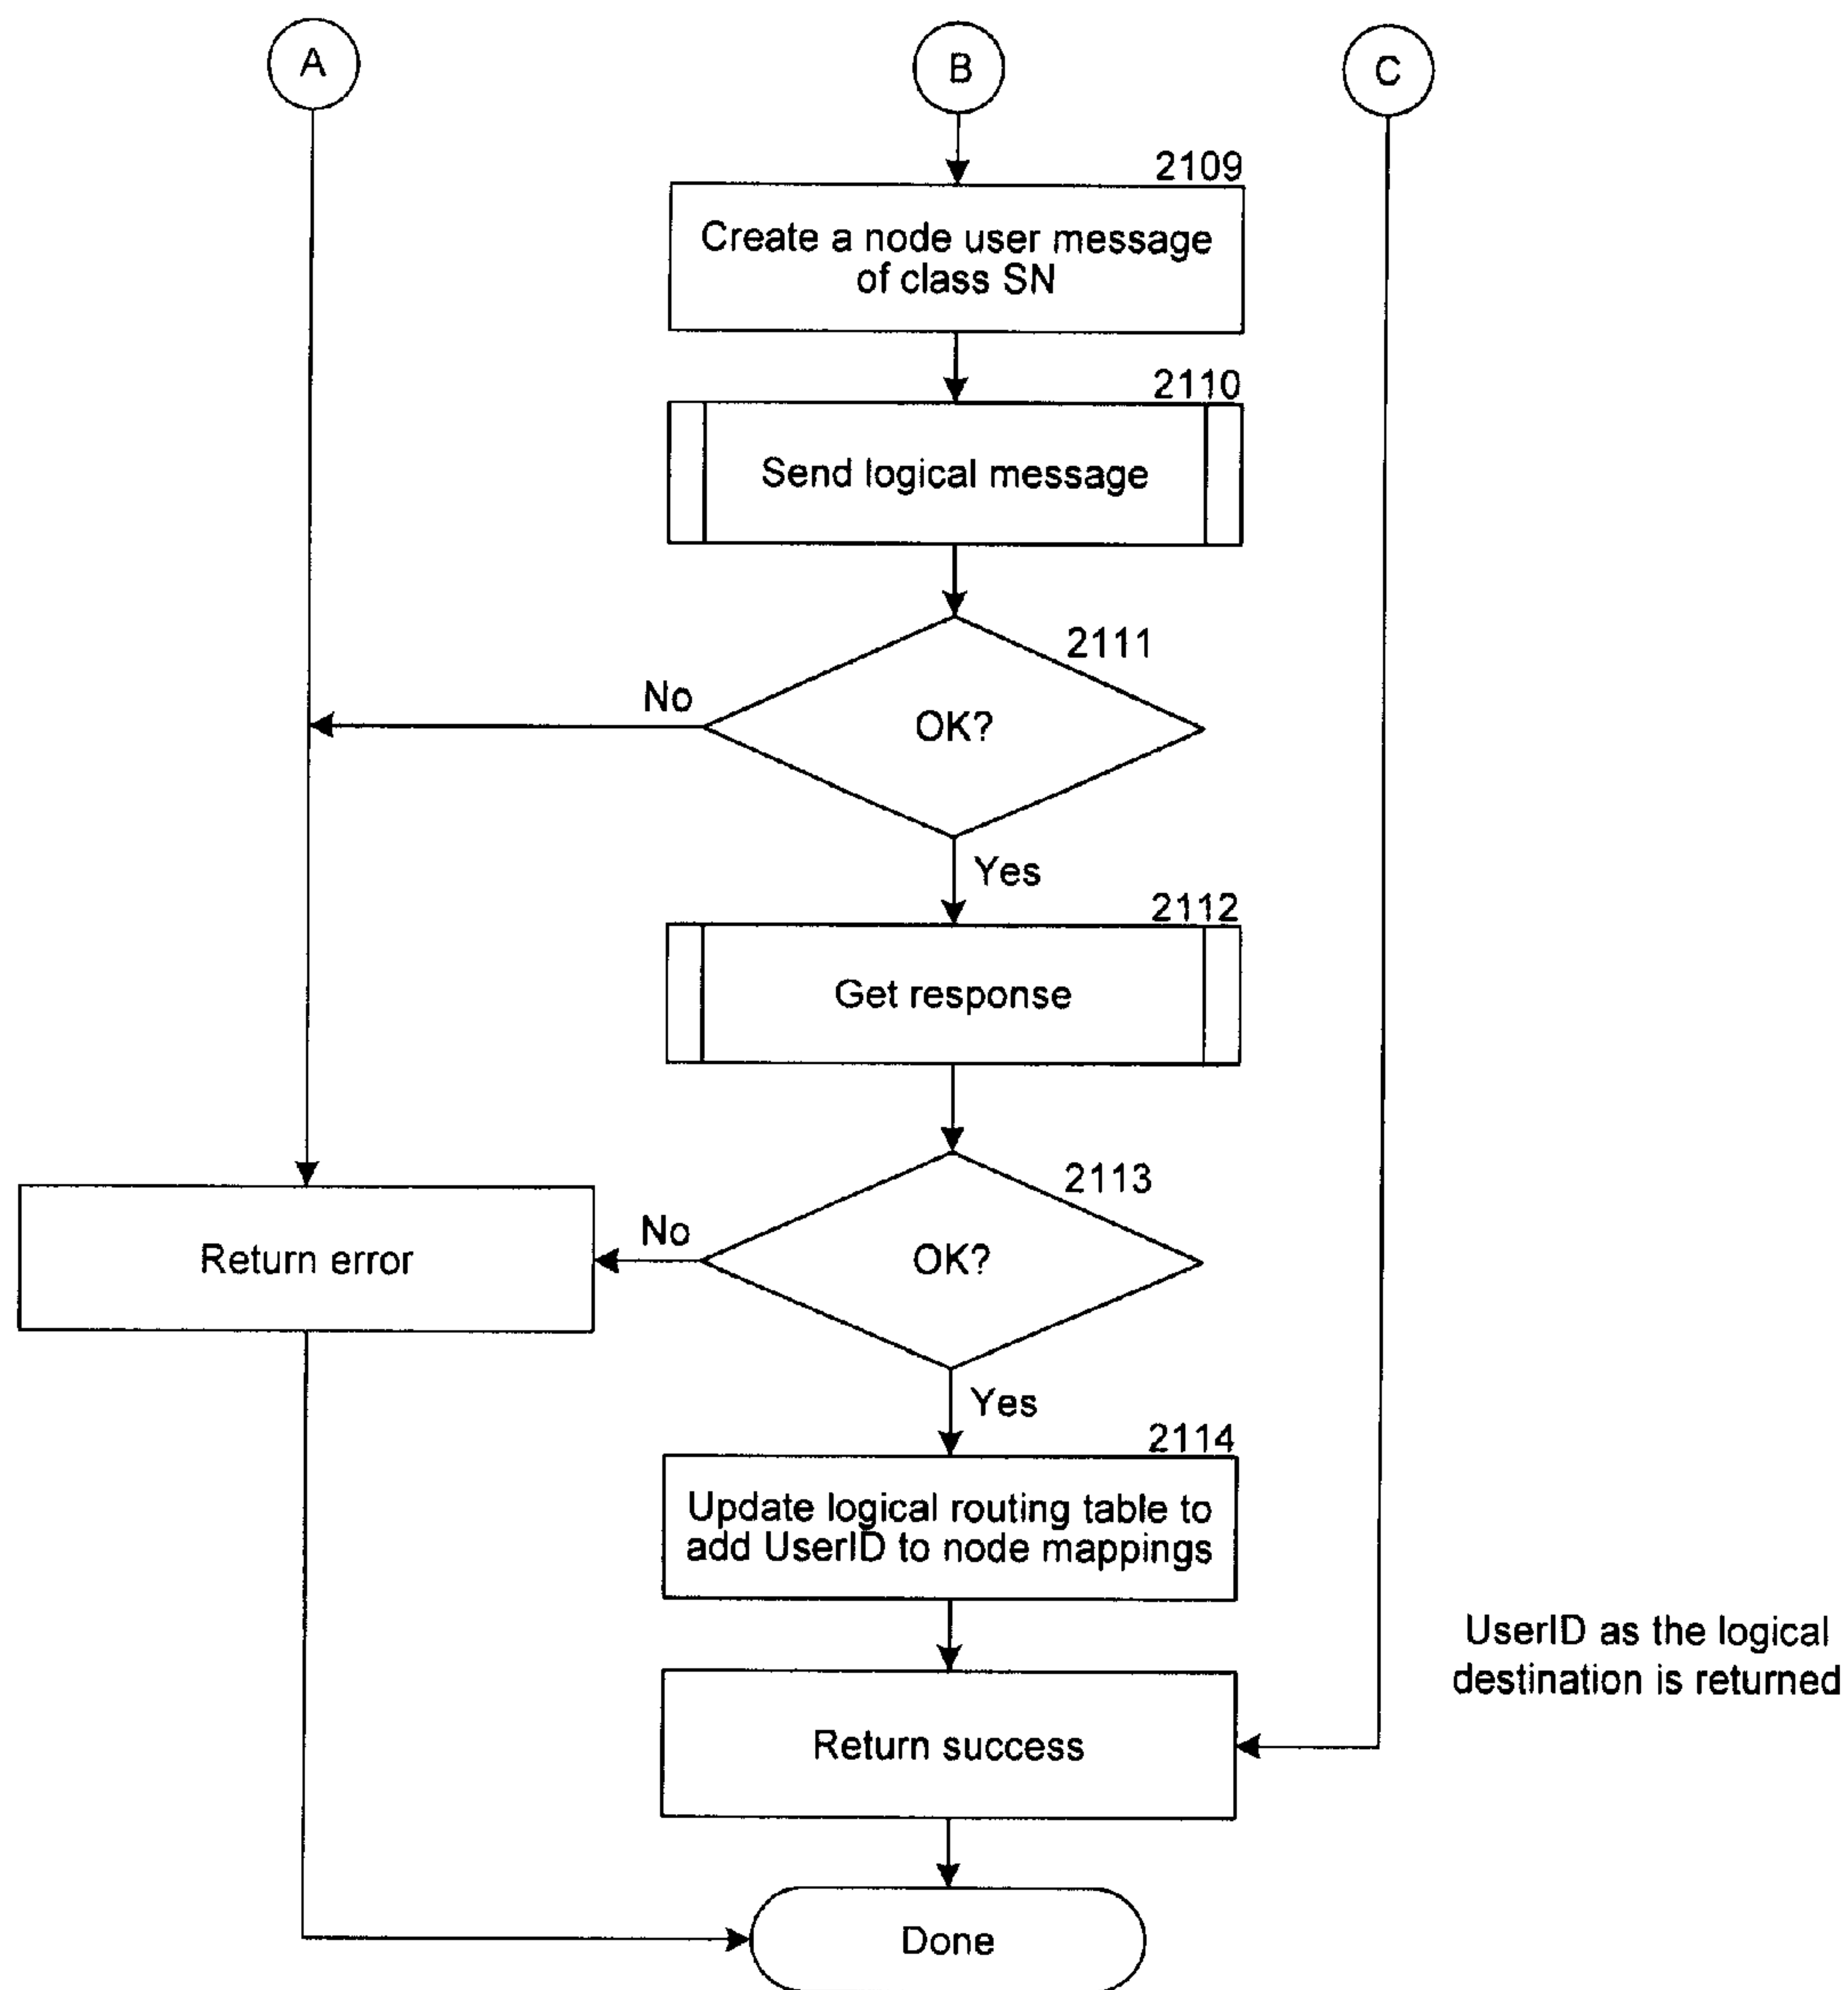 A
B
C
2109
Create a node user message
of class SN
2110
Send logical message
2111
No
OK?
Yes
2112
Get response
2113
No
OK?
Return error
Yes
2114
Update logical routing table to
add UserID to node mappings
UserID as the logical
destination is returned
Return success
Done